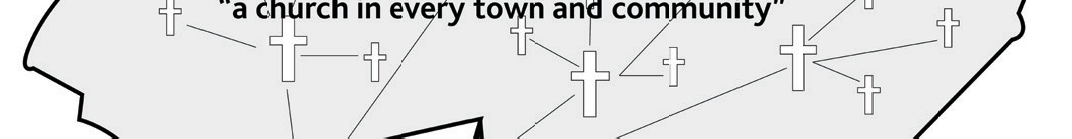 “a church in every town and community”